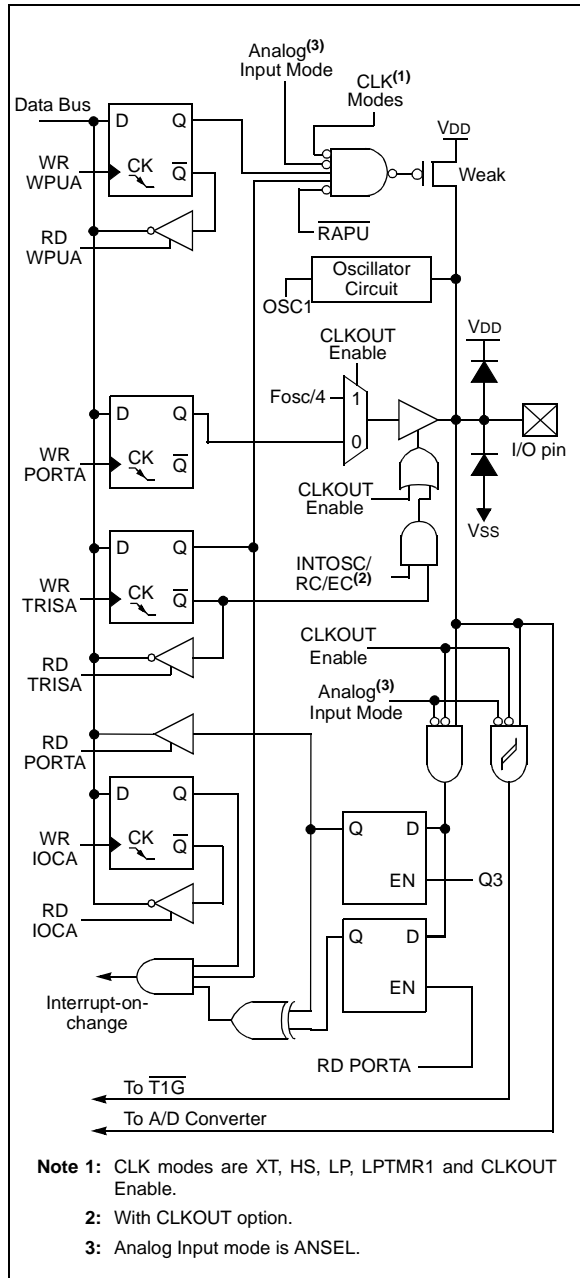 Analog(3)
Input Mode
CLK(1)
Modes
Data Bus
D Q
VDD
WR
WPUA
CK Q
Weak
RD
WPUA
RAPU
Oscillator
Circuit
OSC1
CLKOUT
Enable
VDD
Fosc/4
1
D Q
0
I/O pin
WR
PORTA
CK Q
CLKOUT
Enable
VSS
D Q
INTOSC/
RC/EC(2)
WR
TRISA
CK Q
CLKOUT
Enable
RD
TRISA
Analog(3)
Input Mode
RD
PORTA
D Q
Q D
WR
IOCA
CK Q
EN
Q3
RD
IOCA
Q D
EN
Interrupt-on-
change
RD PORTA
To T1G
To A/D Converter
Note 1: CLK modes are XT, HS, LP, LPTMR1 and CLKOUT
Enable.
2: With CLKOUT option.
3: Analog Input mode is ANSEL.